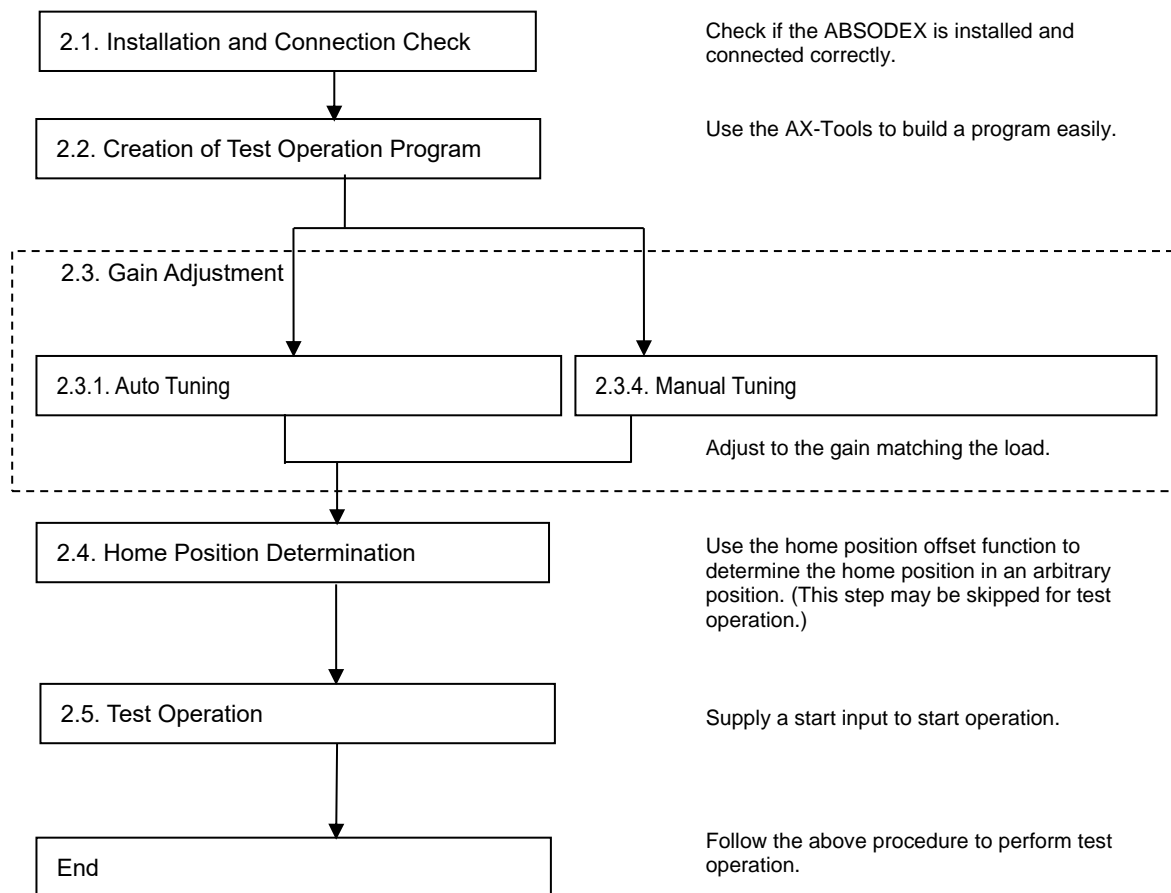 2.1. Installation and Connection Check
Check if the ABSODEX is installed and
connected correctly.
2.2. Creation of Test Operation Program
Use the AX-Tools to build a program easily.
2.3. Gain Adjustment
2.3.1. Auto Tuning
2.3.4. Manual Tuning
Adjust to the gain matching the load.
2.4. Home Position Determination
Use the home position offset function to
determine the home position in an arbitrary
position. (This step may be skipped for test
operation.)
2.5. Test Operation
Supply a start input to start operation.
End
Follow the above procedure to perform test
operation.